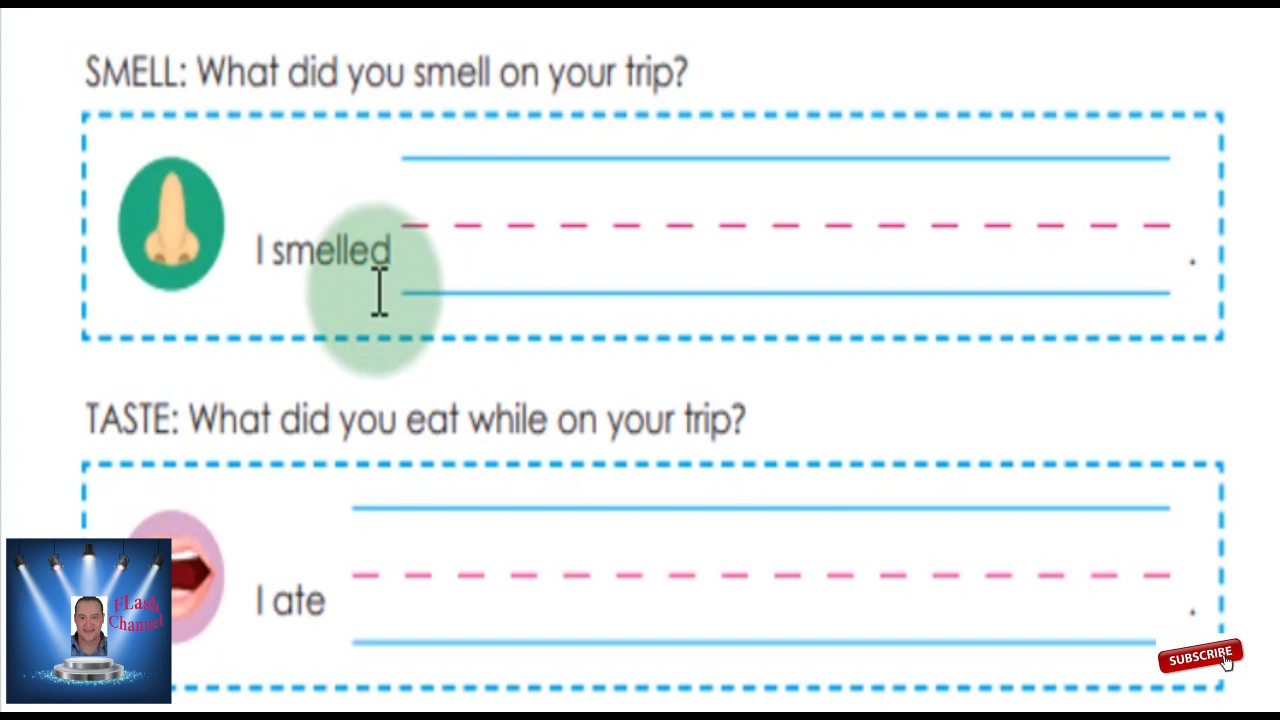 SMELL: What did you smell on your trip?
I smelled .
TASTE: What did you eat while on your trip?
I ate .
FLash
Channel
SUBSCRIBE